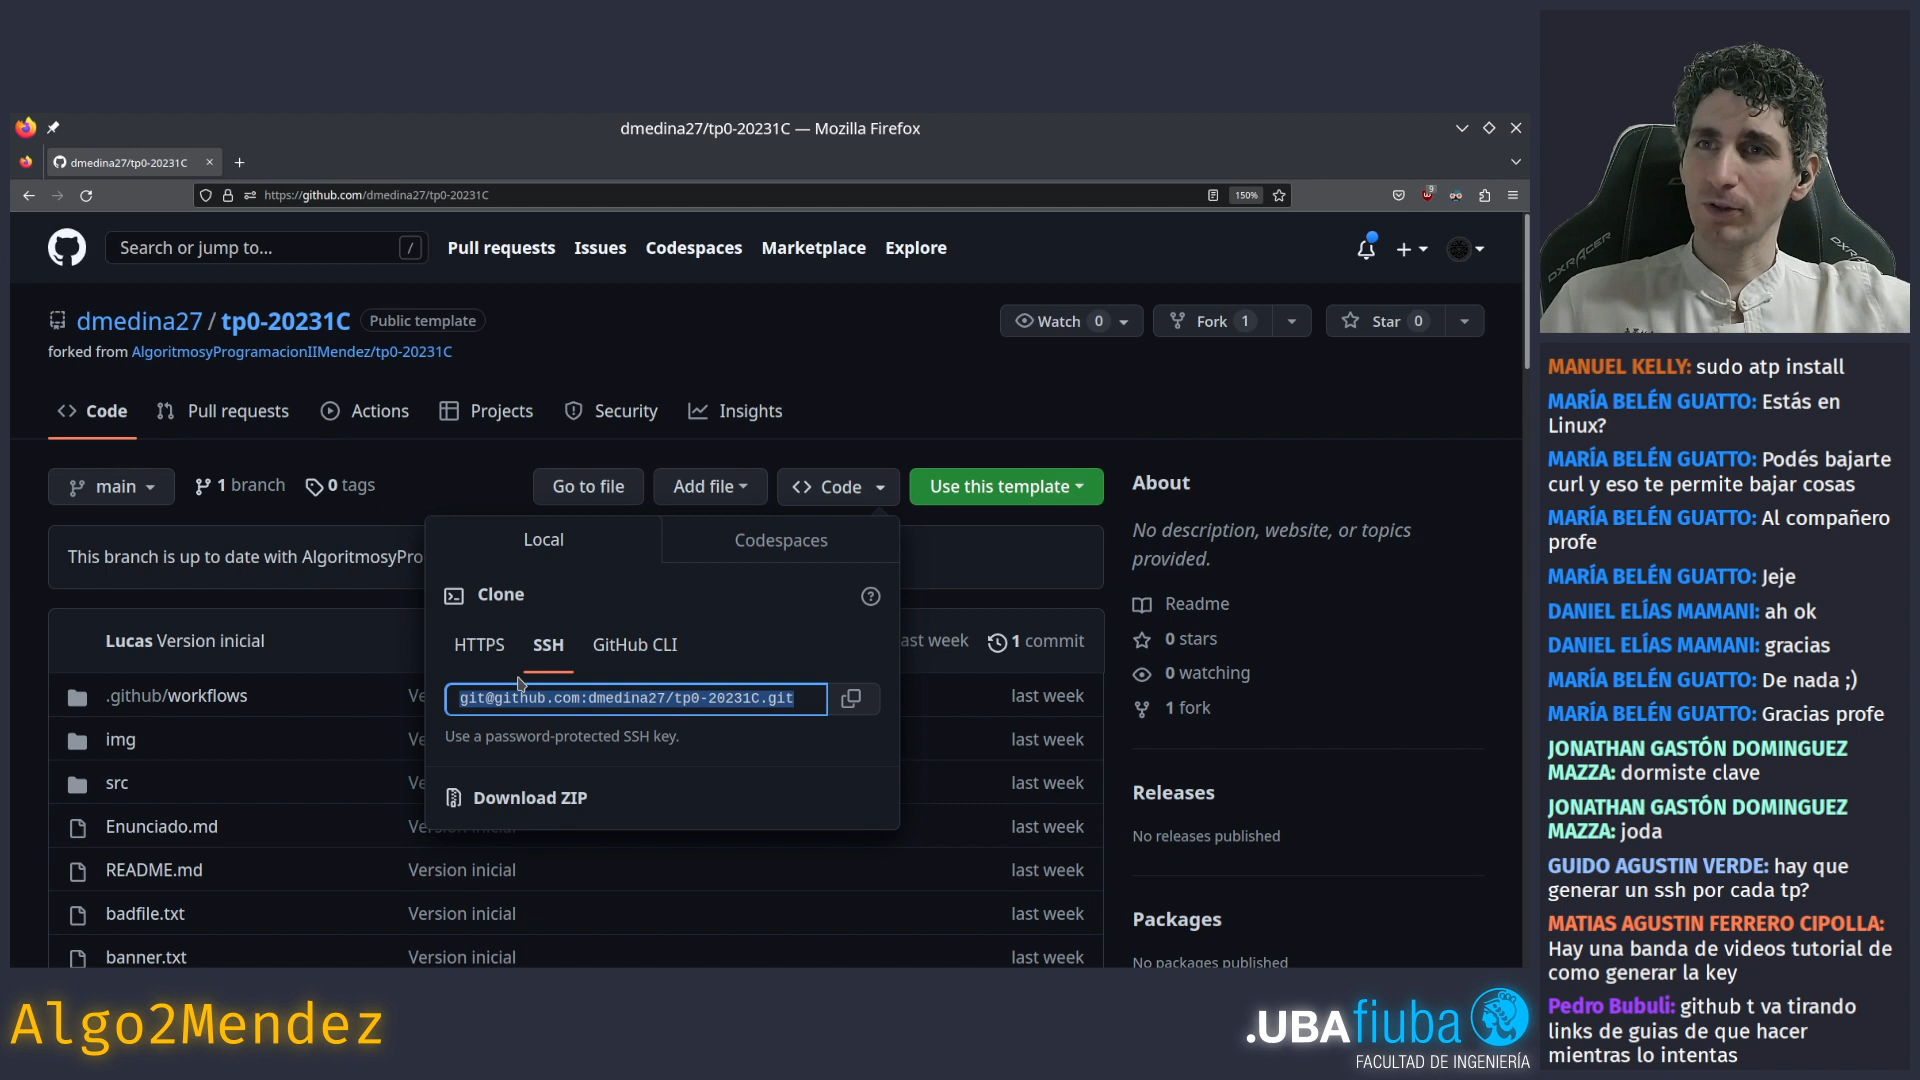 dmedina27/tp0-20231C — Mozilla Firefox
dmedina27/tp0-20231C
https://github.com/dmedina27/tp0-20231C
150%
9
Search or jump to...
/
Pull requests
Issues
Codespaces
Marketplace
Explore
dmedina27 / tp0-20231C
Public template
Watch 0
Fork 1
Star 0
forked from AlgoritmosyProgramacionIIMendez/tp0-20231C
Code
Pull requests
Actions
Projects
Security
Insights
main
1 branch
0 tags
Go to file
Add file
Code
Use this template
This branch is up to date with AlgoritmosyPro
Local
Codespaces
Clone
HTTPS
SSH
GitHub CLI
git@github.com:dmedina27/tp0-20231C.git
Use a password-protected SSH key.
Download ZIP
Lucas Version inicial
ast week
1 commit
.github/workflows
Ve
last week
img
Ve
last week
src
Ve
last week
Enunciado.md
last week
README.md
Version inicial
last week
badfile.txt
Version inicial
last week
banner.txt
Version inicial
last week
About
No description, website, or topics
provided.
Readme
0 stars
0 watching
1 fork
Releases
No releases published
Packages
No packages published
DXRACER
MANUEL KELLY: sudo atp install
MARÍA BELÉN GUATTO: Estás en
Linux?
MARÍA BELÉN GUATTO: Podés bajarte
curl y eso te permite bajar cosas
MARÍA BELÉN GUATTO: Al compañero
profe
MARÍA BELÉN GUATTO: Jeje
DANIEL ELÍAS MAMANI: ah ok
DANIEL ELÍAS MAMANI: gracias
MARÍA BELÉN GUATTO: De nada ;)
MARÍA BELÉN GUATTO: Gracias profe
JONATHAN GASTÓN DOMINGUEZ
MAZZA: dormiste clave
JONATHAN GASTÓN DOMINGUEZ
MAZZA: joda
GUIDO AGUSTIN VERDE: hay que
generar un ssh por cada tp?
MATIAS AGUSTIN FERRERO CIPOLLA:
Hay una banda de videos tutorial de
como generar la key
Pedro Bubuli: github t va tirando
links de guias de que hacer
mientras lo intentas
Algo2Mendez
.UBAfiuba
FACULTAD DE INGENIERÍA